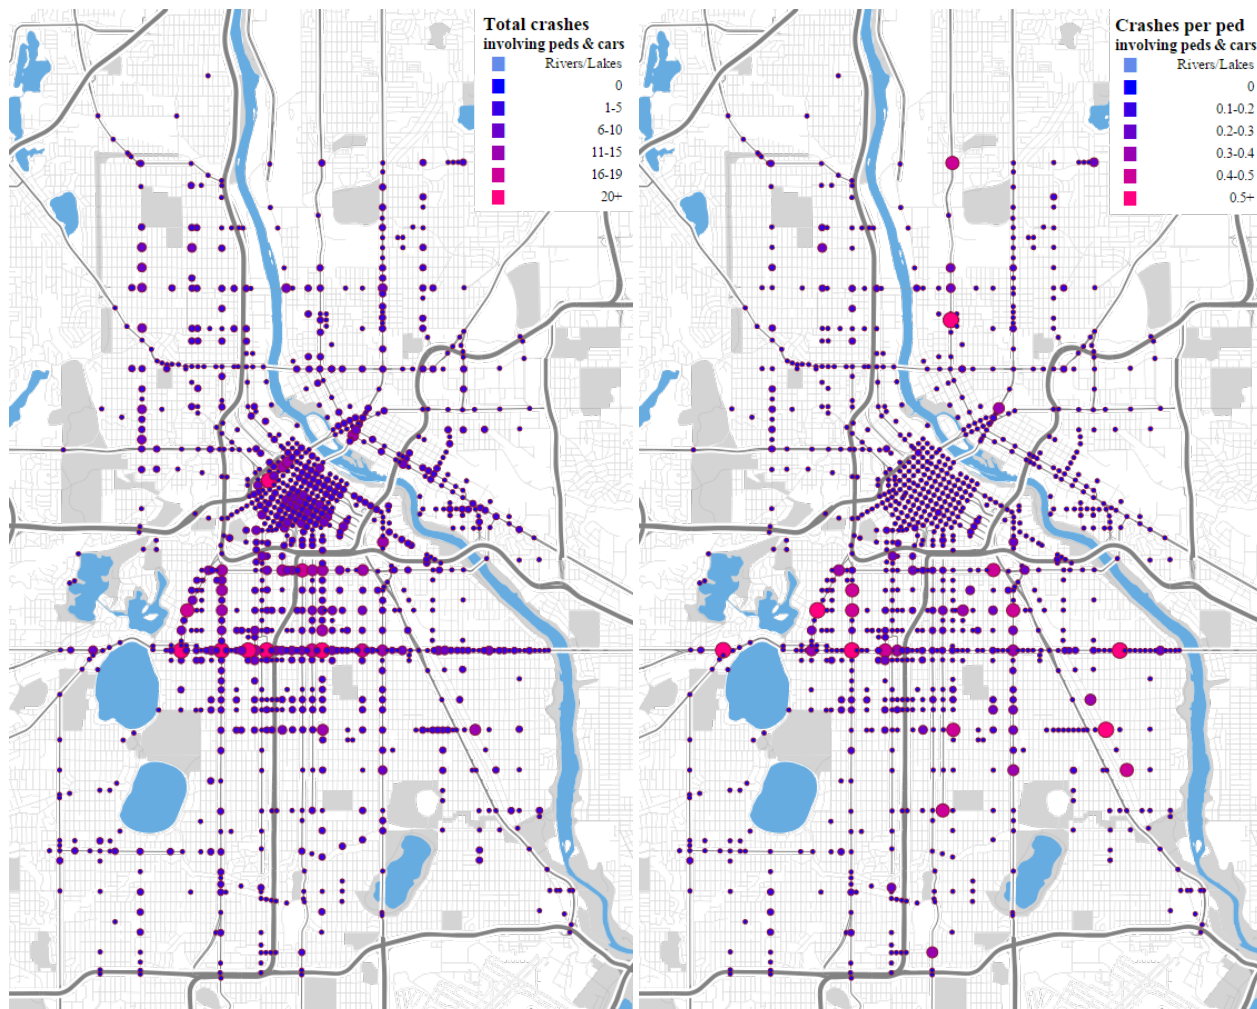 Total crashes
involving peds & cars
Rivers/Lakes
0
1-5
6-10
11-15
16-19
20+
Crashes per ped
involving peds & cars
Rivers/Lakes
0
0.1-0.2
0.2-0.3
0.3-0.4
0.4-0.5
0.5+